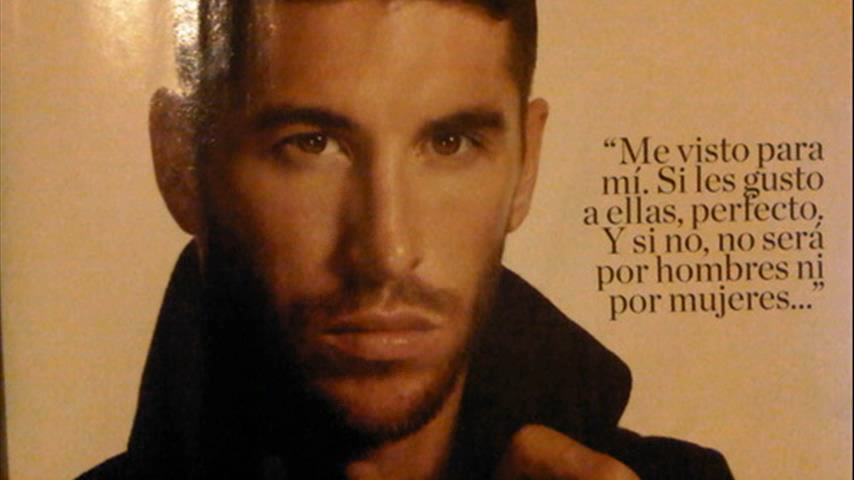 “Me visto para
mí. Si les gusto
a ellas, perfecto.
Y si no, no será
por hombres ni
por mujeres...”